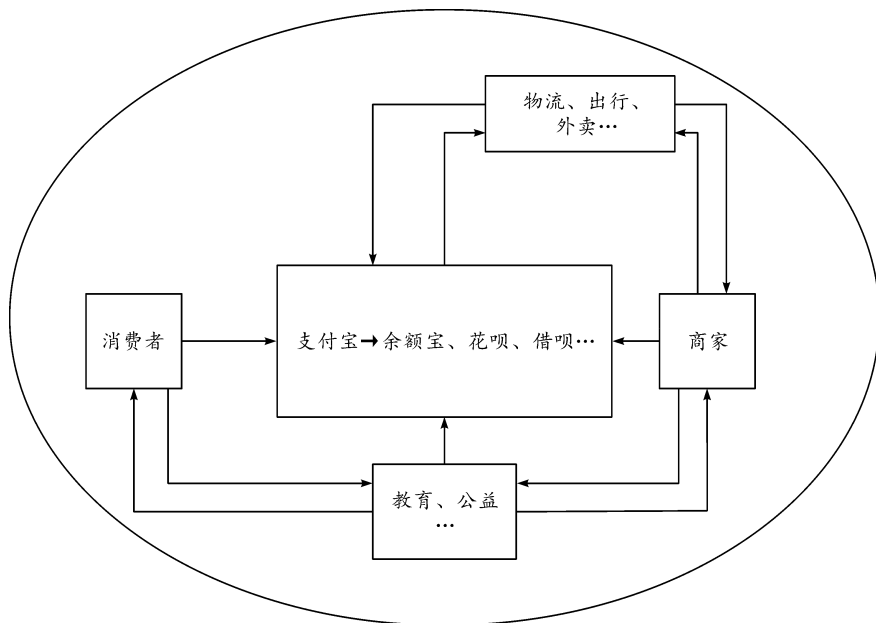 物流、出行、
外卖…
消费者
支付宝→余额宝、花呗、借呗…
商家
教育、公益
…